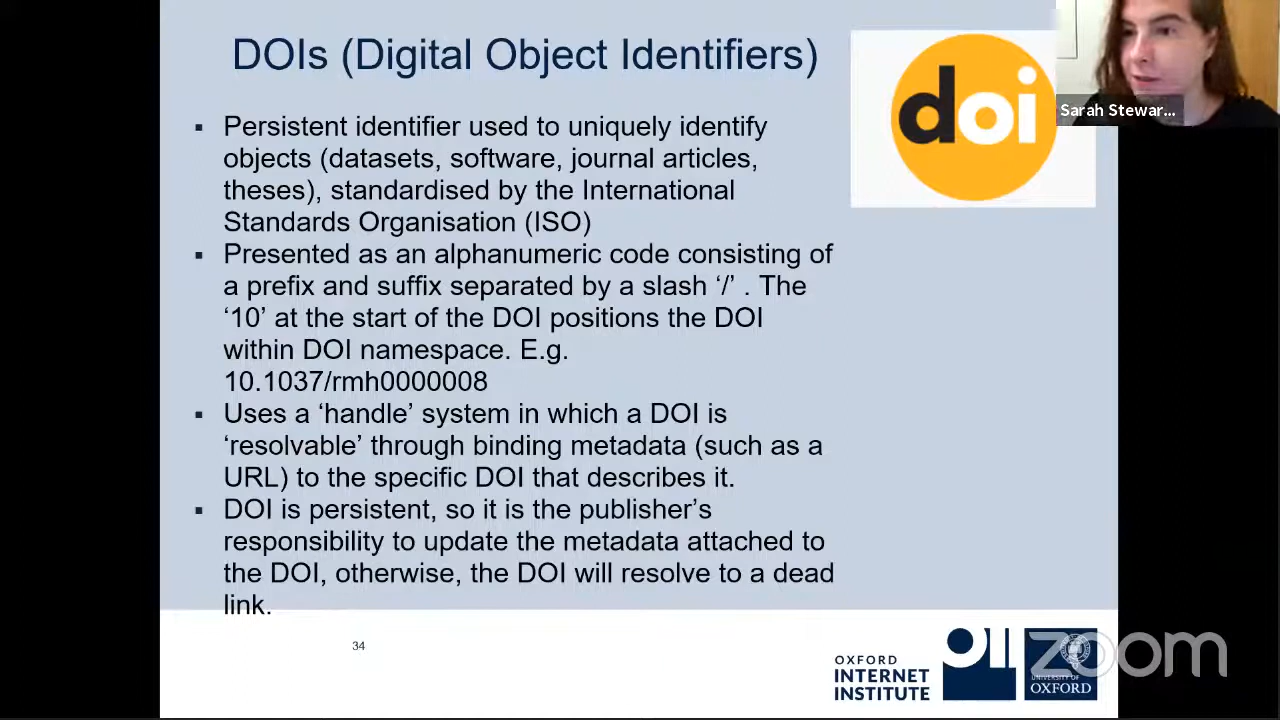 DOIs (Digital Object Identifiers)
doi
Sarah Stewar...
▪ Persistent identifier used to uniquely identify
objects (datasets, software, journal articles,
theses), standardised by the International
Standards Organisation (ISO)
▪ Presented as an alphanumeric code consisting of
a prefix and suffix separated by a slash ‘/’ . The
‘10’ at the start of the DOI positions the DOI
within DOI namespace. E.g.
10.1037/rmh0000008
▪ Uses a ‘handle’ system in which a DOI is
‘resolvable’ through binding metadata (such as a
URL) to the specific DOI that describes it.
▪ DOI is persistent, so it is the publisher’s
responsibility to update the metadata attached to
the DOI, otherwise, the DOI will resolve to a dead
link.
34
OXFORD
INTERNET
INSTITUTE
oii
UNIVERSITY OF
OXFORD
zoom